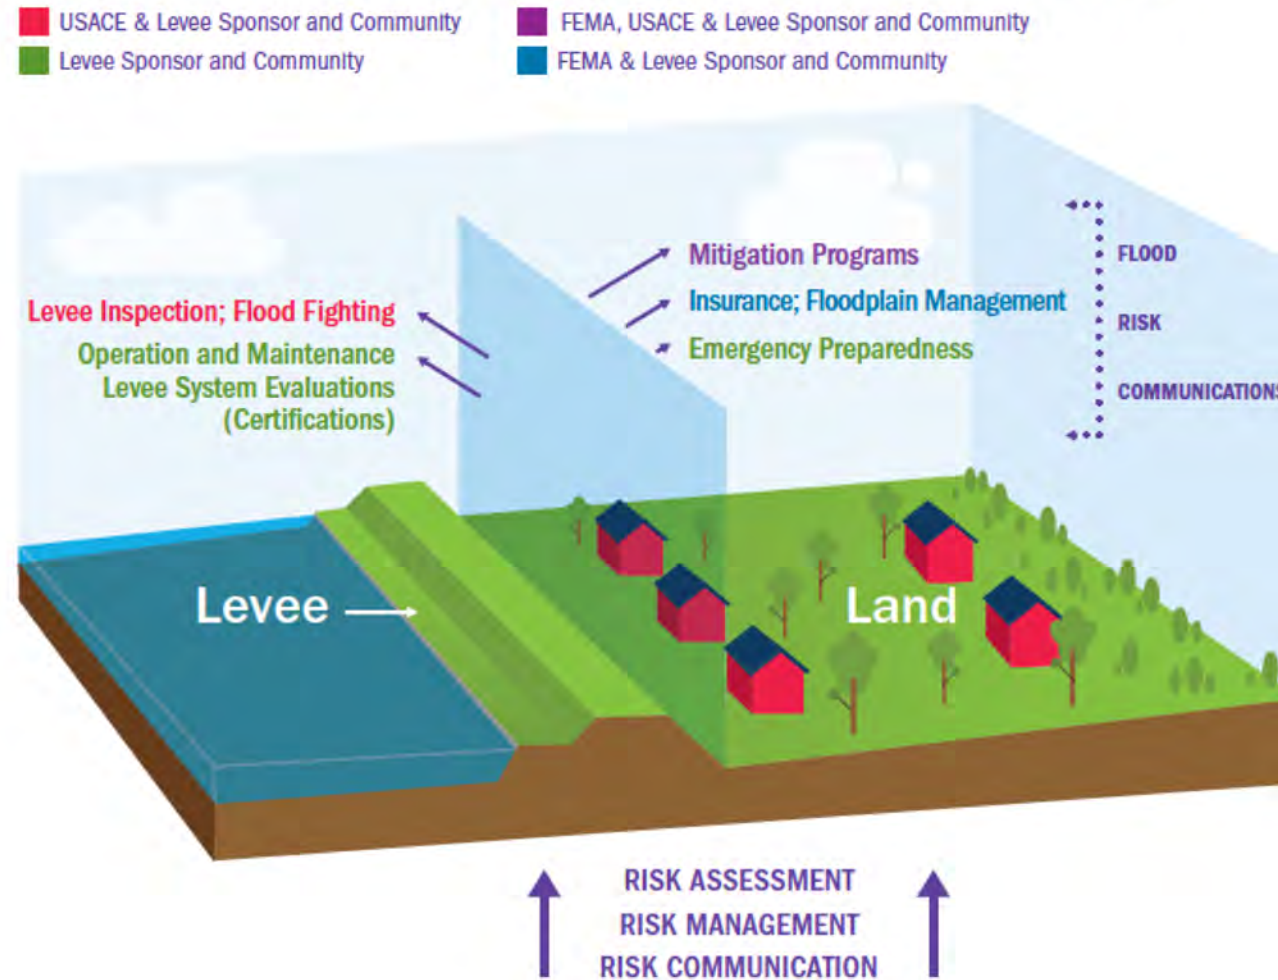 USACE & Levee Sponsor and Community
FEMA, USACE & Levee Sponsor and Community
Levee Sponsor and Community
FEMA & Levee Sponsor and Community
Mitigation Programs
Insurance; Floodplain Management
Emergency Preparedness
Levee Inspection; Flood Fighting
Operation and Maintenance
Levee System Evaluations
(Certifications)
FLOOD
RISK
COMMUNICATIONS
Levee
Land
RISK ASSESSMENT
RISK MANAGEMENT
RISK COMMUNICATION